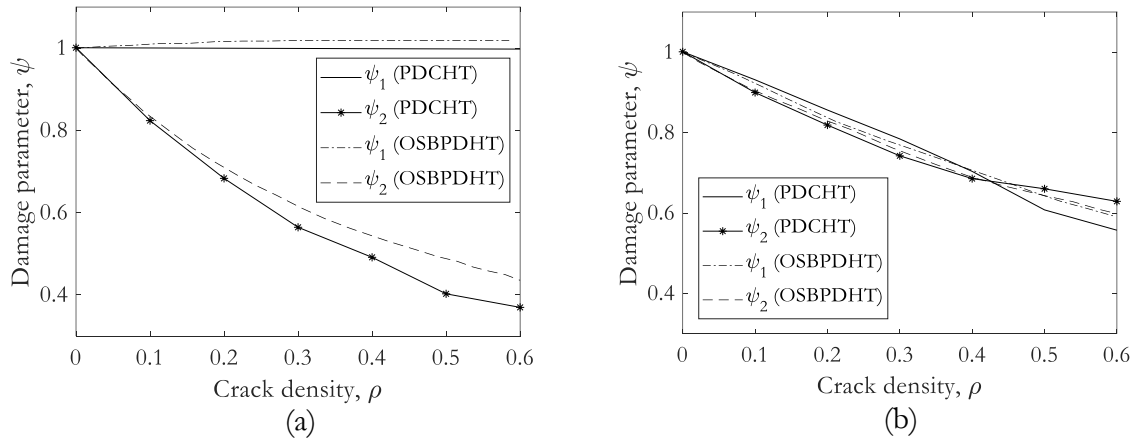 1
0.8
0.6
0.4
Damage parameter, ψ
ψ₁ (PDCHT)
ψ₂ (PDCHT)
ψ₁ (OSBPDHT)
ψ₂ (OSBPDHT)
0 0.1 0.2 0.3 0.4 0.5 0.6
Crack density, ρ
(a)
1
0.8
0.6
0.4
Damage parameter, ψ
ψ₁ (PDCHT)
ψ₂ (PDCHT)
ψ₁ (OSBPDHT)
ψ₂ (OSBPDHT)
0 0.1 0.2 0.3 0.4 0.5 0.6
Crack density, ρ
(b)